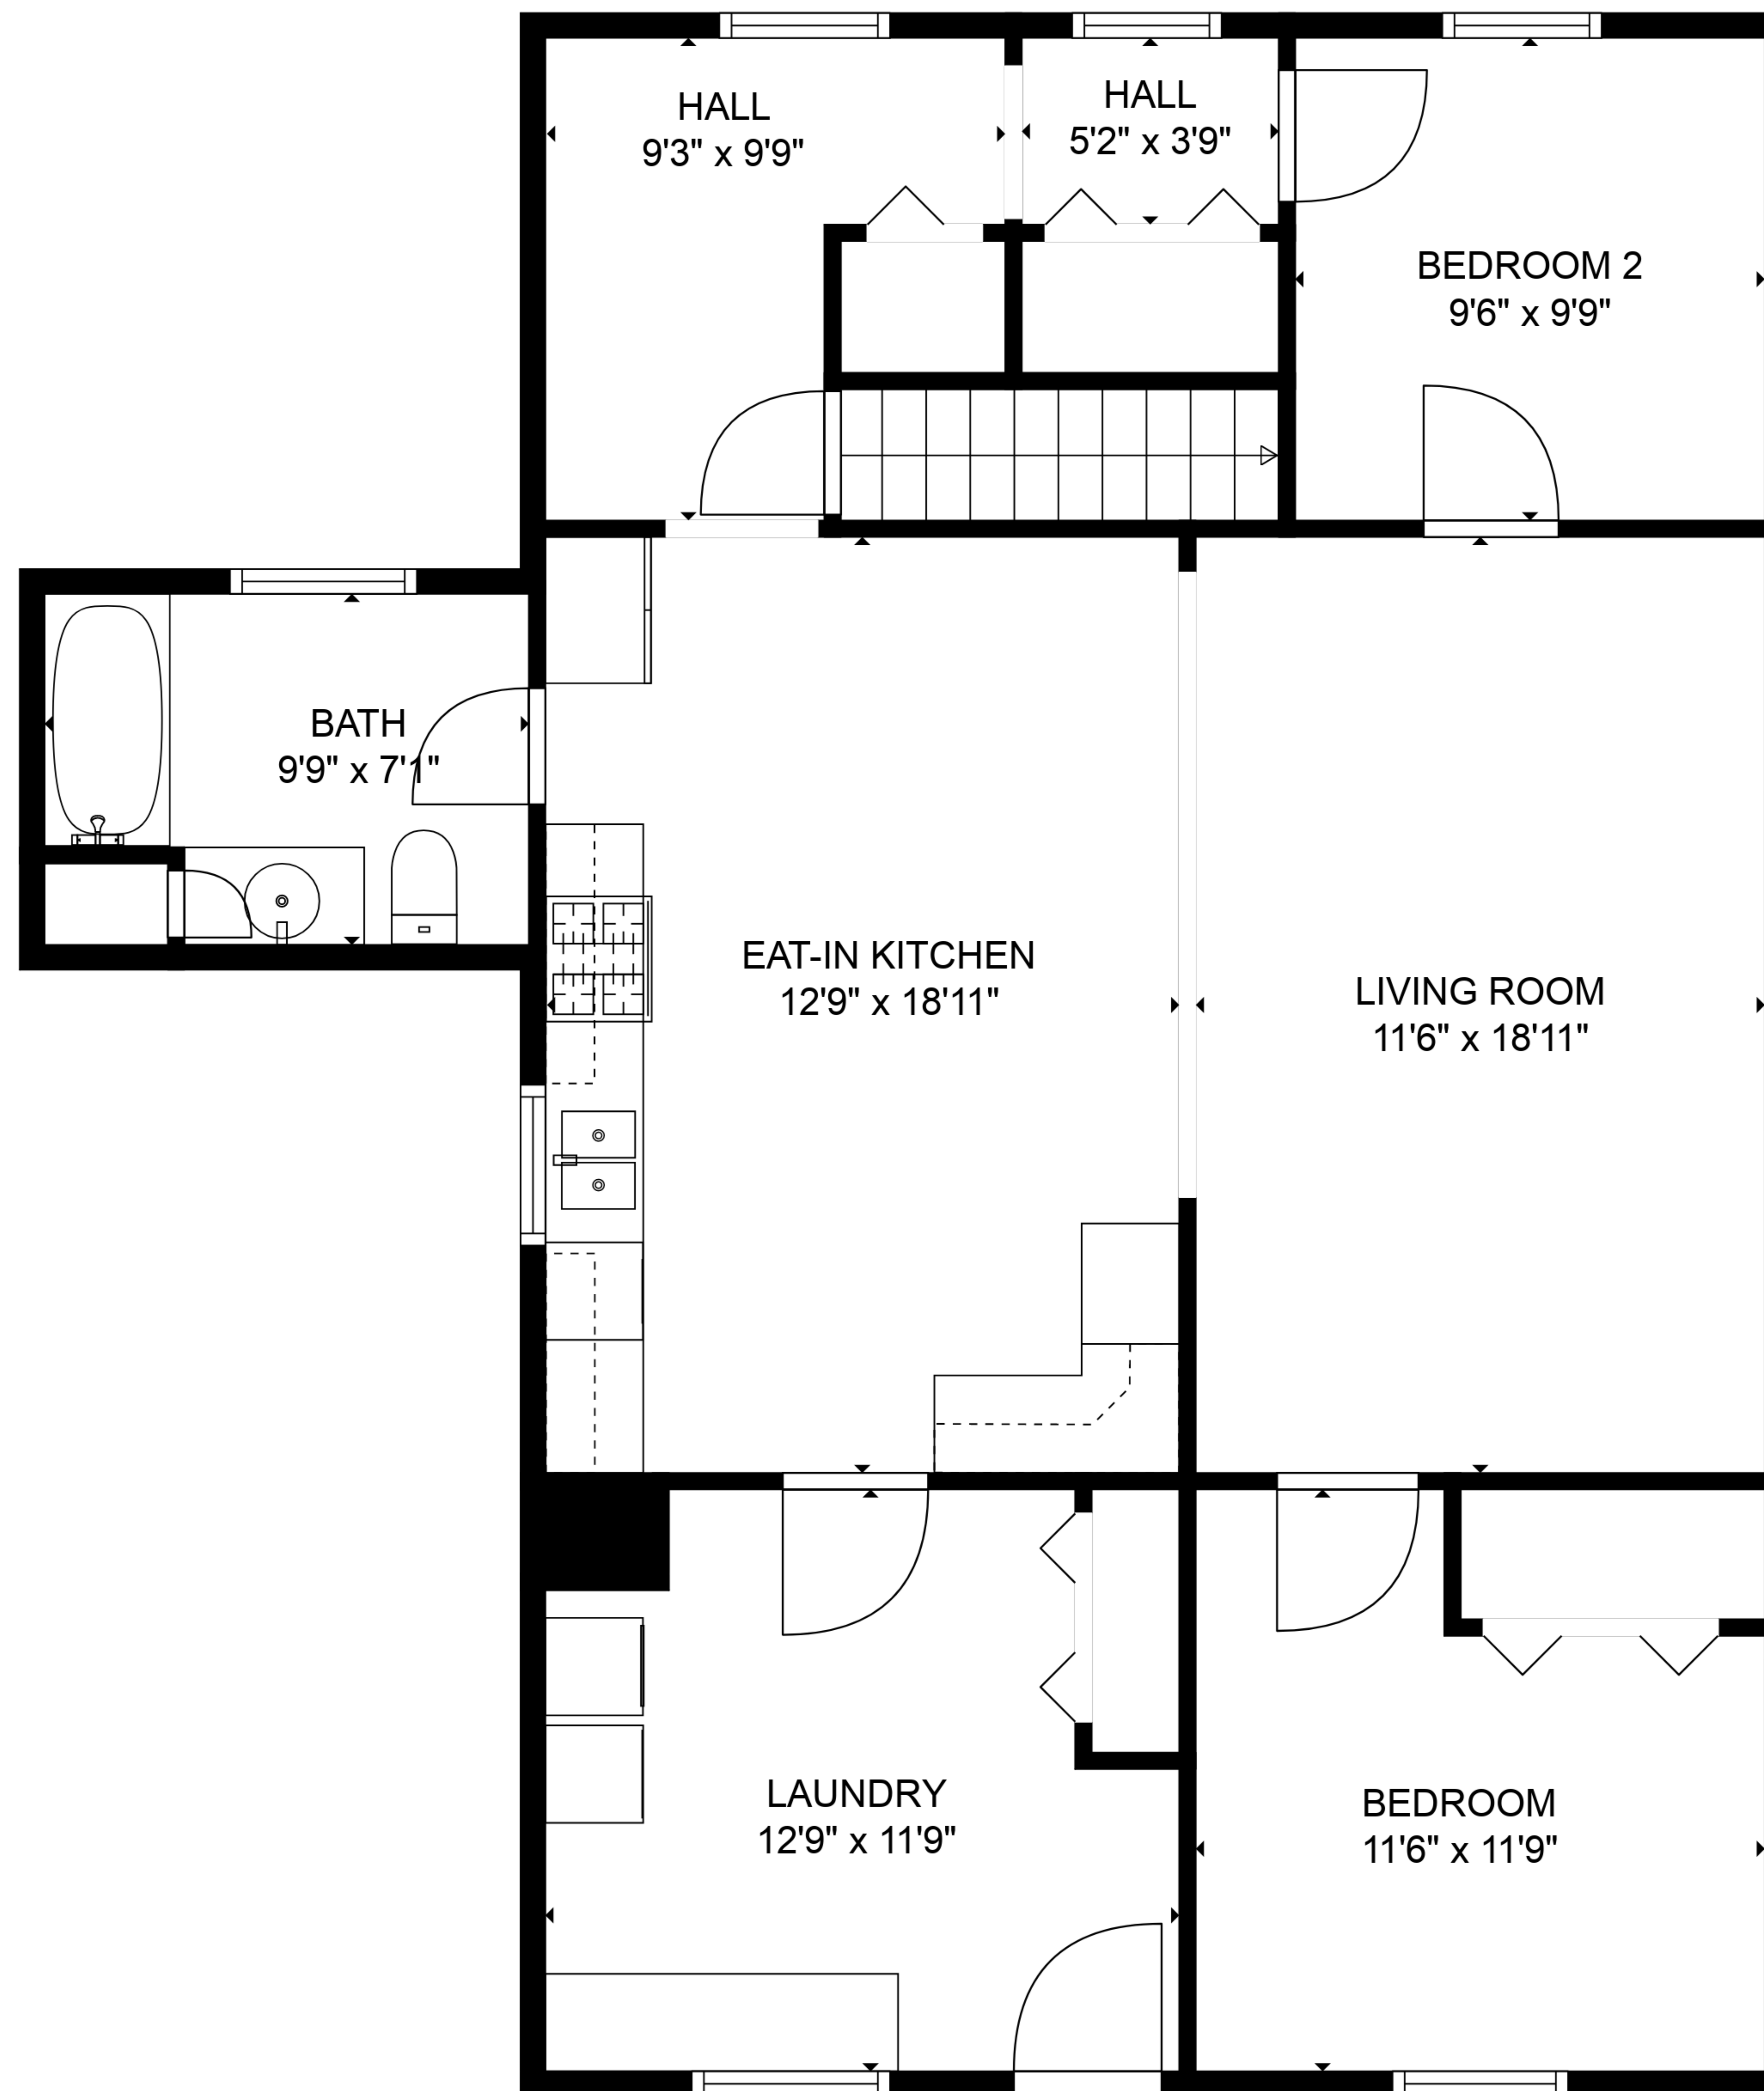 HALL
9'3" x 9'9"
HALL
5'2" x 3'9"
BEDROOM 2
9'6" x 9'9"
BATH
9'9" x 7'1"
EAT-IN KITCHEN
12'9" x 18'11"
LIVING ROOM
11'6" x 18'11"
LAUNDRY
12'9" x 11'9"
BEDROOM
11'6" x 11'9"